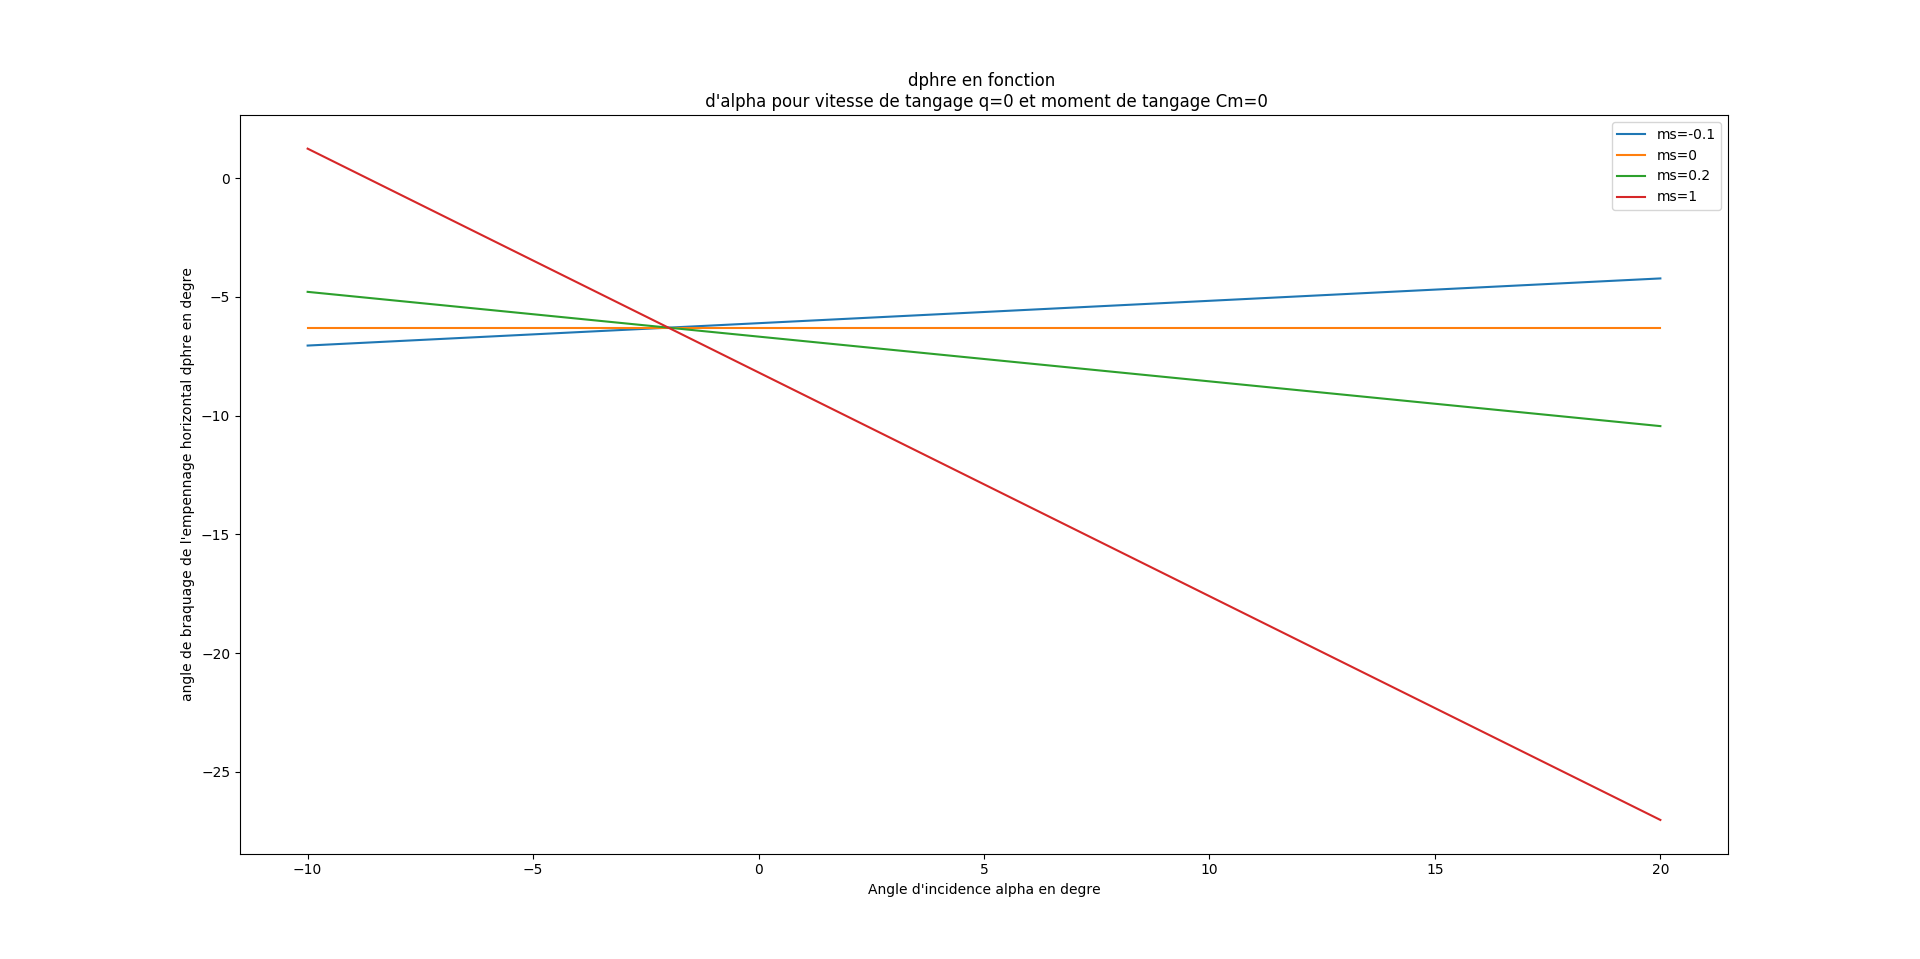 dphre en fonction
d'alpha pour vitesse de tangage q=0 et moment de tangage Cm=0
ms=-0.1
ms=0
ms=0.2
ms=1
angle de braquage de l'empennage horizontal dphre en degre
0
−5
−10
−15
−20
−25
−10
−5
0
5
10
15
20
Angle d'incidence alpha en degre